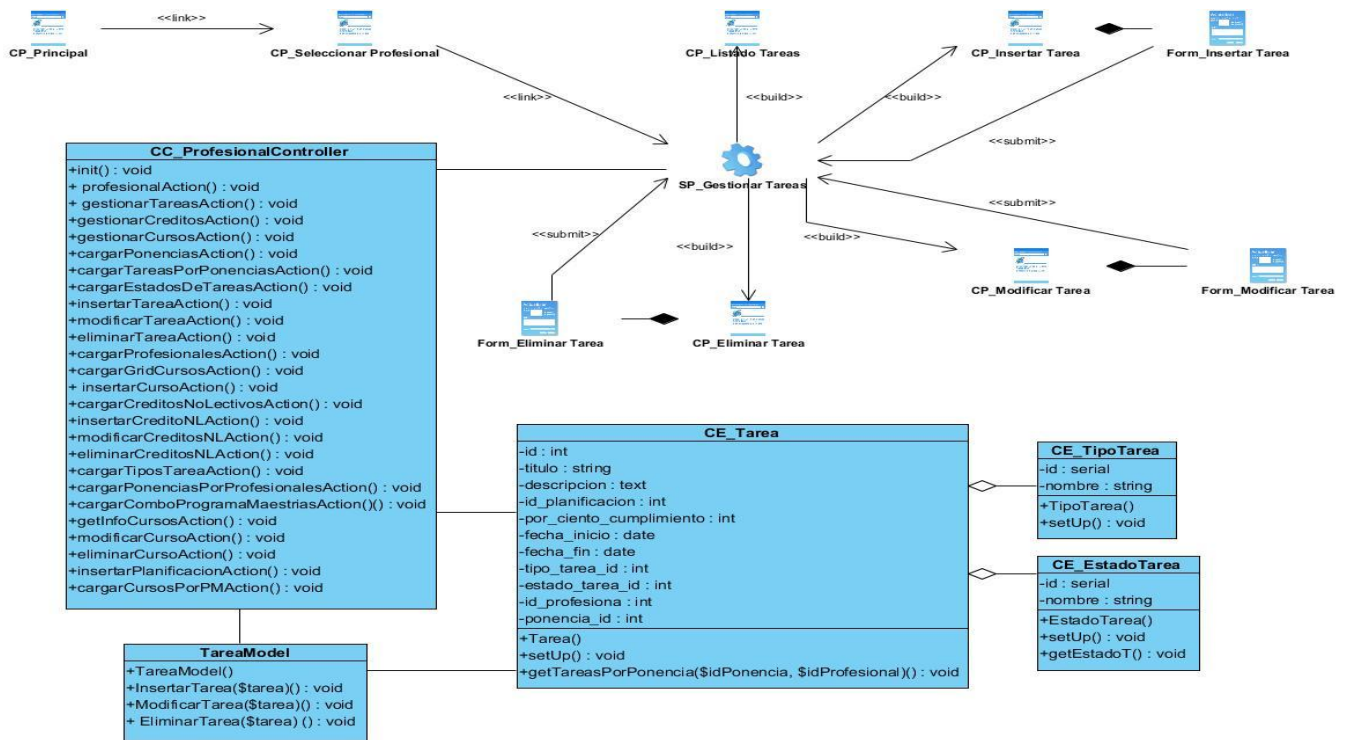 <<link>>
CP_Principal
CP_Seleccionar Profesional
CP_Listado Tareas
CP_Insertar Tarea
Form_Insertar Tarea
<<link>>
<<build>>
<<build>>
<<submit>>
SP_Gestionar Tareas
<<submit>>
<<submit>>
<<build>>
<<build>>
CP_Modificar Tarea
Form_Modificar Tarea
Form_Eliminar Tarea
CP_Eliminar Tarea
CC_ProfesionalController
+init() : void
+ profesionalAction() : void
+ gestionarTareasAction() : void
+gestionarCreditosAction() : void
+gestionarCursosAction() : void
+cargarPonenciasAction() : void
+cargarTareasPorPonenciasAction() : void
+cargarEstadosDeTareasAction() : void
+insertarTareaAction() : void
+modificarTareaAction() : void
+eliminarTareaAction() : void
+cargarProfesionalesAction() : void
+cargarGridCursosAction() : void
+ insertarCursoAction() : void
+cargarCreditosNoLectivosAction() : void
+insertarCreditoNLAction() : void
+modificarCreditosNLAction() : void
+eliminarCreditosNLAction() : void
+cargarTiposTareaAction() : void
+cargarPonenciasPorProfesionalesAction() : void
+cargarComboProgramaMaestriasAction()() : void
+getInfoCursosAction() : void
+modificarCursoAction() : void
+eliminarCursoAction() : void
+insertarPlanificacionAction() : void
+cargarCursosPorPMAction() : void
CE_Tarea
-id : int
-titulo : string
-descripcion : text
-id_planificacion : int
-por_ciento_cumplimiento : int
-fecha_inicio : date
-fecha_fin : date
-tipo_tarea_id : int
-estado_tarea_id : int
-id_profesiona : int
-ponencia_id : int
+Tarea()
+setUp() : void
+getTareasPorPonencia($idPonencia, $idProfesional)() : void
CE_TipoTarea
-id : serial
-nombre : string
+TipoTarea()
+setUp() : void
CE_EstadoTarea
-id : serial
-nombre : string
+EstadoTarea()
+setUp() : void
+getEstadoT() : void
TareaModel
+TareaModel()
+InsertarTarea($tarea)() : void
+ModificarTarea($tarea)() : void
+ EliminarTarea($tarea) () : void